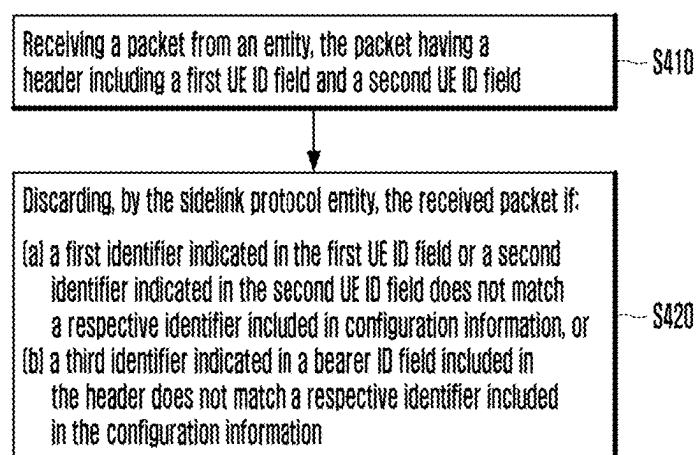 Receiving a packet from an entity, the packet having a
header including a first UE ID field and a second UE ID field
S410
Discarding, by the sidelink protocol entity, the received packet if:
(a) a first identifier indicated in the first UE ID field or a second
identifier indicated in the second UE ID field does not match
a respective identifier included in configuration information, or
(b) a third identifier indicated in a bearer ID field included in
the header does not match a respective identifier included
in the configuration information
S420